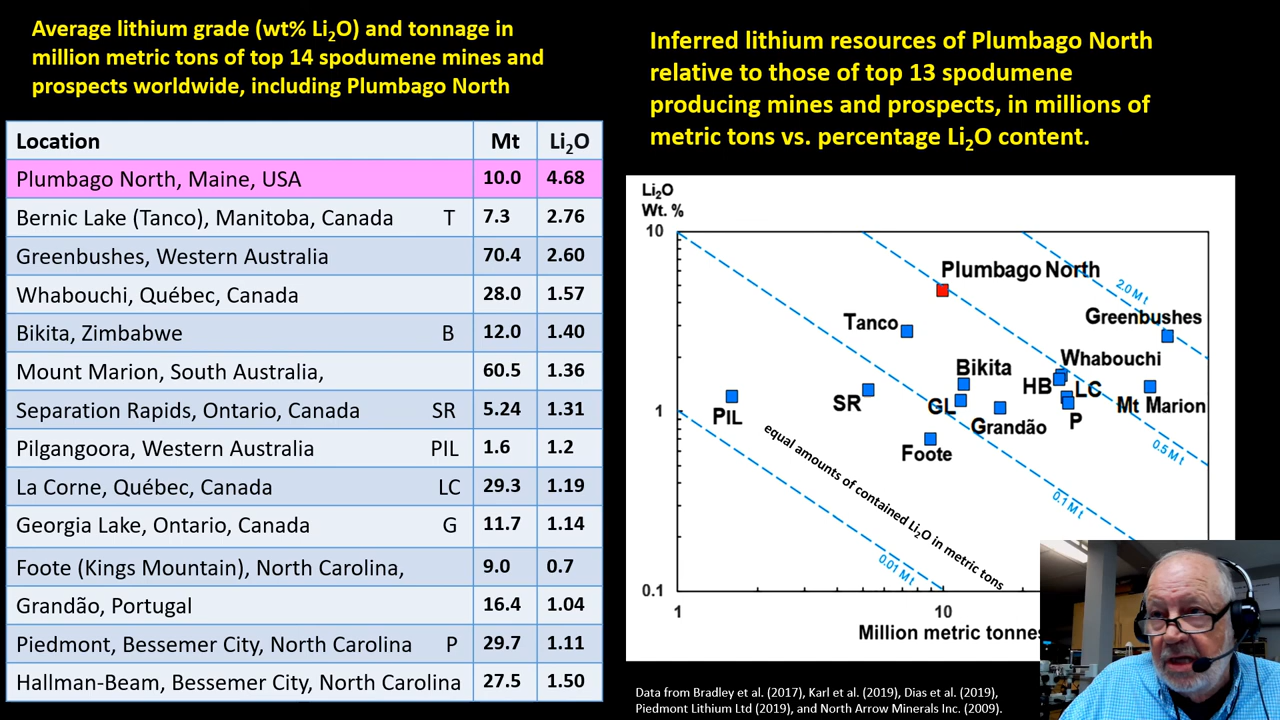 Average lithium grade (wt% Li₂O) and tonnage in
million metric tons of top 14 spodumene mines and
prospects worldwide, including Plumbago North
Location Mt Li₂O
Plumbago North, Maine, USA 10.0 4.68
Bernic Lake (Tanco), Manitoba, Canada T 7.3 2.76
Greenbushes, Western Australia 70.4 2.60
Whabouchi, Québec, Canada 28.0 1.57
Bikita, Zimbabwe B 12.0 1.40
Mount Marion, South Australia, 60.5 1.36
Separation Rapids, Ontario, Canada SR 5.24 1.31
Pilgangoora, Western Australia PIL 1.6 1.2
La Corne, Québec, Canada LC 29.3 1.19
Georgia Lake, Ontario, Canada G 11.7 1.14
Foote (Kings Mountain), North Carolina, 9.0 0.7
Grandão, Portugal 16.4 1.04
Piedmont, Bessemer City, North Carolina P 29.7 1.11
Hallman-Beam, Bessemer City, North Carolina 27.5 1.50
Inferred lithium resources of Plumbago North
relative to those of top 13 spodumene
producing mines and prospects, in millions of
metric tons vs. percentage Li₂O content.
Li₂O
Wt. %
10
Plumbago North
2.0 Mt
Greenbushes
Tanco
Whabouchi
Bikita
HB
LC
Mt Marion
PIL
SR
GL
Grandão
P
1
Foote
0.5 Mt
equal amounts of contained Li₂O in metric tons
0.1 Mt
0.01 Mt
0.1
1
10
Million metric tonnes
Data from Bradley et al. (2017), Karl et al. (2019), Dias et al. (2019),
Piedmont Lithium Ltd (2019), and North Arrow Minerals Inc. (2009).